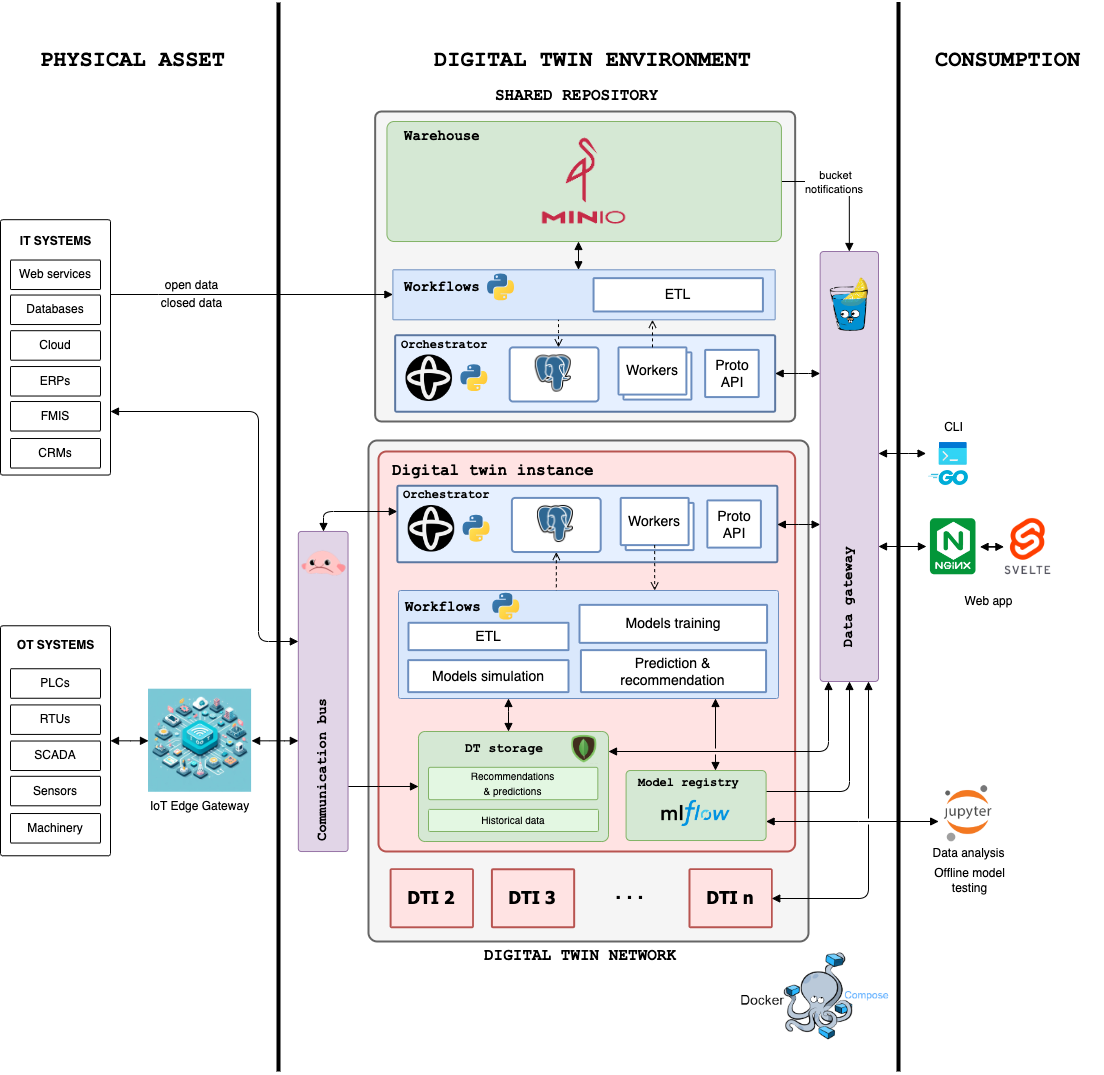 PHYSICAL ASSET
DIGITAL TWIN ENVIRONMENT
CONSUMPTION
SHARED REPOSITORY
Warehouse
MINIO
bucket
notifications
IT SYSTEMS
Web services
Databases
Cloud
ERPs
FMIS
CRMs
open data
closed data
Workflows
ETL
Orchestrator
Workers
Proto
API
Digital twin instance
Orchestrator
Workers
Proto
API
Workflows
ETL
Models simulation
Models training
Prediction &
recommendation
DT storage
Recommendations
& predictions
Historical data
Model registry
mlflow
Communication bus
Data gateway
CLI
>_
GO
N
NGiNX
SVELTE
Web app
OT SYSTEMS
PLCs
RTUs
SCADA
Sensors
Machinery
IoT Edge Gateway
jupyter
Data analysis
Offline model
testing
DTI 2
DTI 3
...
DTI n
DIGITAL TWIN NETWORK
Docker
Compose